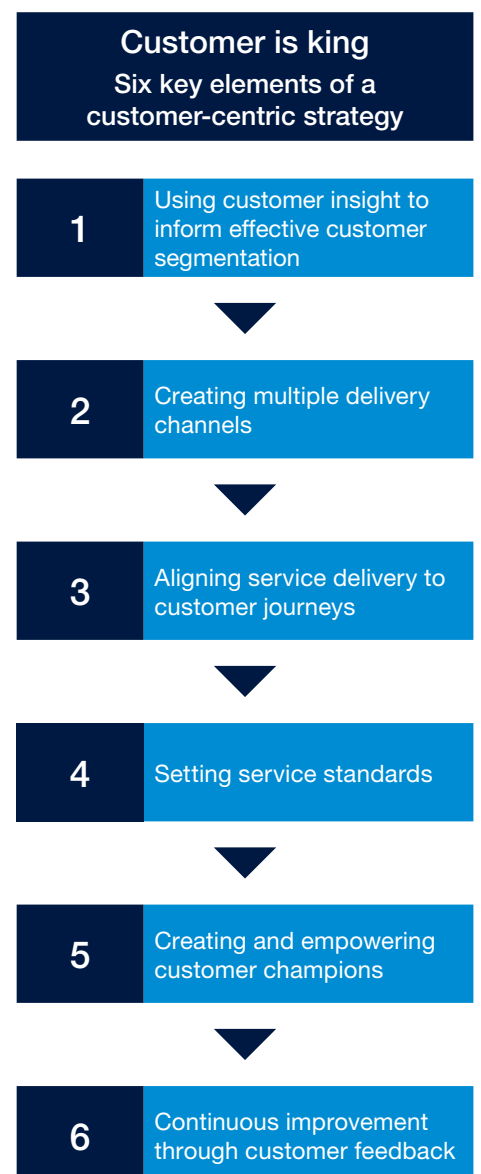 Customer is king
Six key elements of a
customer-centric strategy
1
Using customer insight to
inform effective customer
segmentation
2
Creating multiple delivery
channels
3
Aligning service delivery to
customer journeys
4
Setting service standards
5
Creating and empowering
customer champions
6
Continuous improvement
through customer feedback